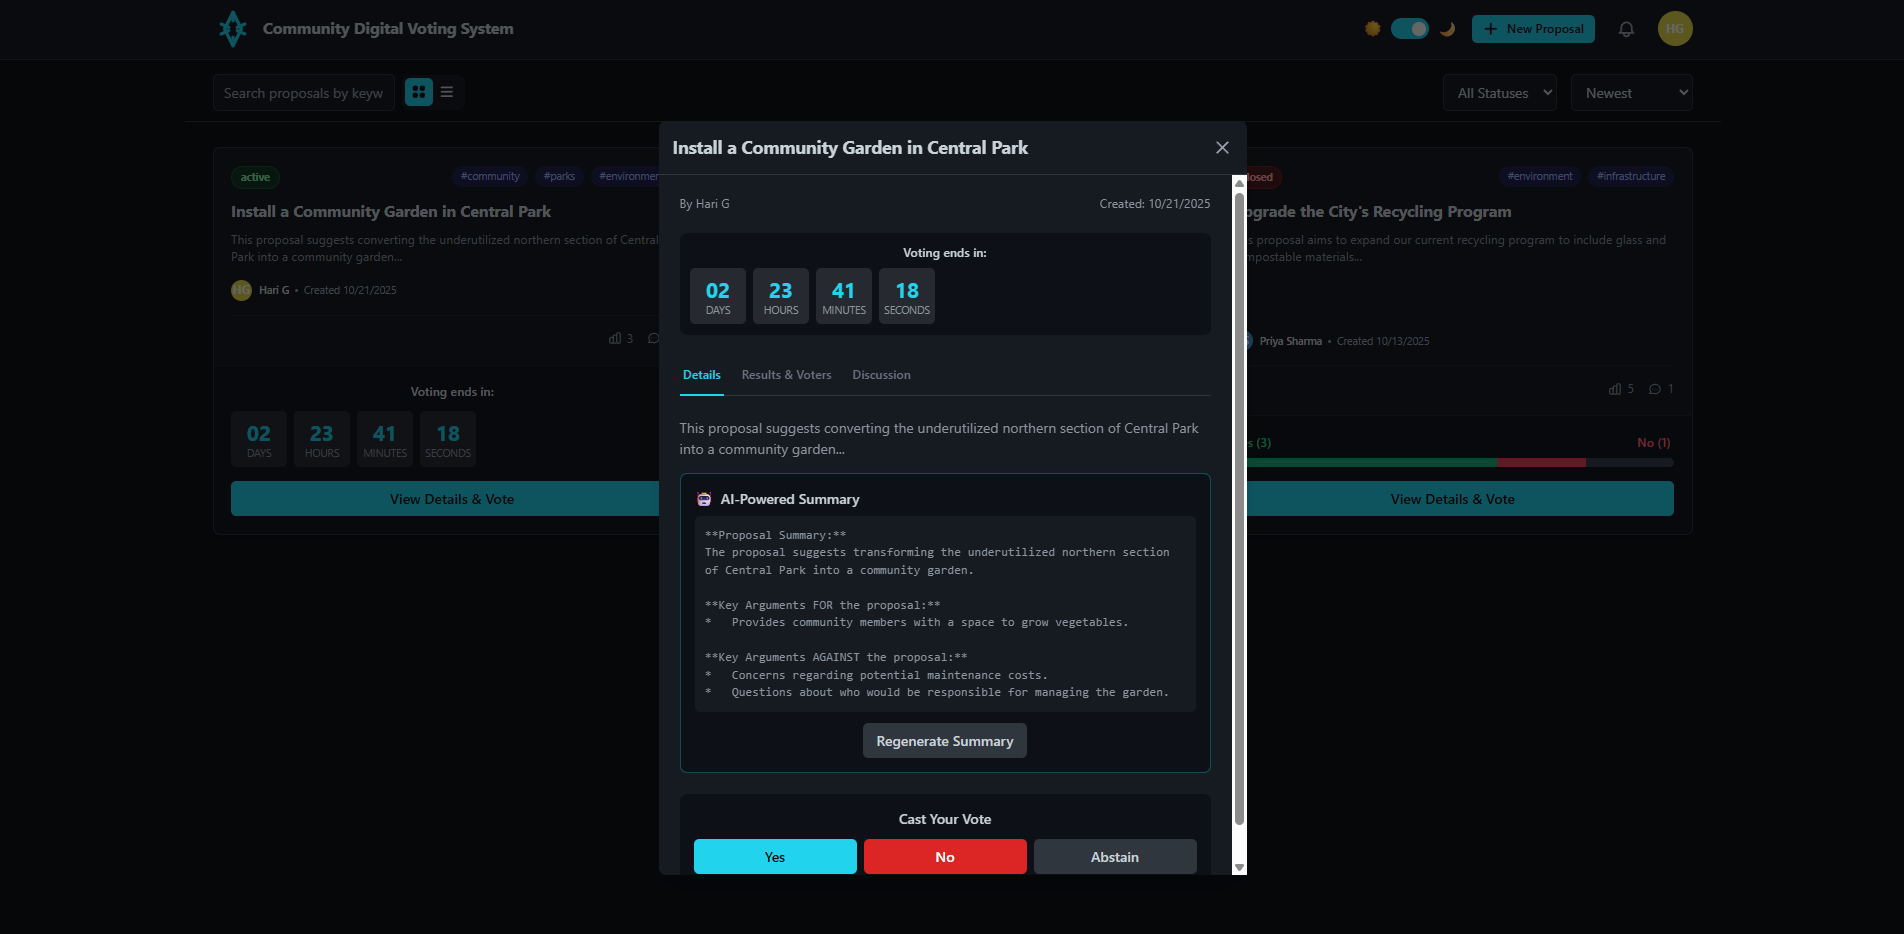 Community Digital Voting System
New Proposal
HG
Search proposals by keyw
All Statuses
Newest
active
#community
#parks
#environmen
Install a Community Garden in Central Park
This proposal suggests converting the underutilized northern section of Central
Park into a community garden...
HG
Hari G • Created 10/21/2025
3
Voting ends in:
02
DAYS
23
HOURS
41
MINUTES
18
SECONDS
View Details & Vote
Install a Community Garden in Central Park
By Hari G
Created: 10/21/2025
Voting ends in:
02
DAYS
23
HOURS
41
MINUTES
18
SECONDS
Details
Results & Voters
Discussion
This proposal suggests converting the underutilized northern section of Central Park
into a community garden...
AI-Powered Summary
**Proposal Summary:**
The proposal suggests transforming the underutilized northern section
of Central Park into a community garden.
**Key Arguments FOR the proposal:**
* Provides community members with a space to grow vegetables.
**Key Arguments AGAINST the proposal:**
* Concerns regarding potential maintenance costs.
* Questions about who would be responsible for managing the garden.
Regenerate Summary
Cast Your Vote
Yes
No
Abstain
losed
#environment
#infrastructure
pgrade the City's Recycling Program
s proposal aims to expand our current recycling program to include glass and
mpostable materials...
Priya Sharma • Created 10/13/2025
5
1
s (3)
No (1)
View Details & Vote